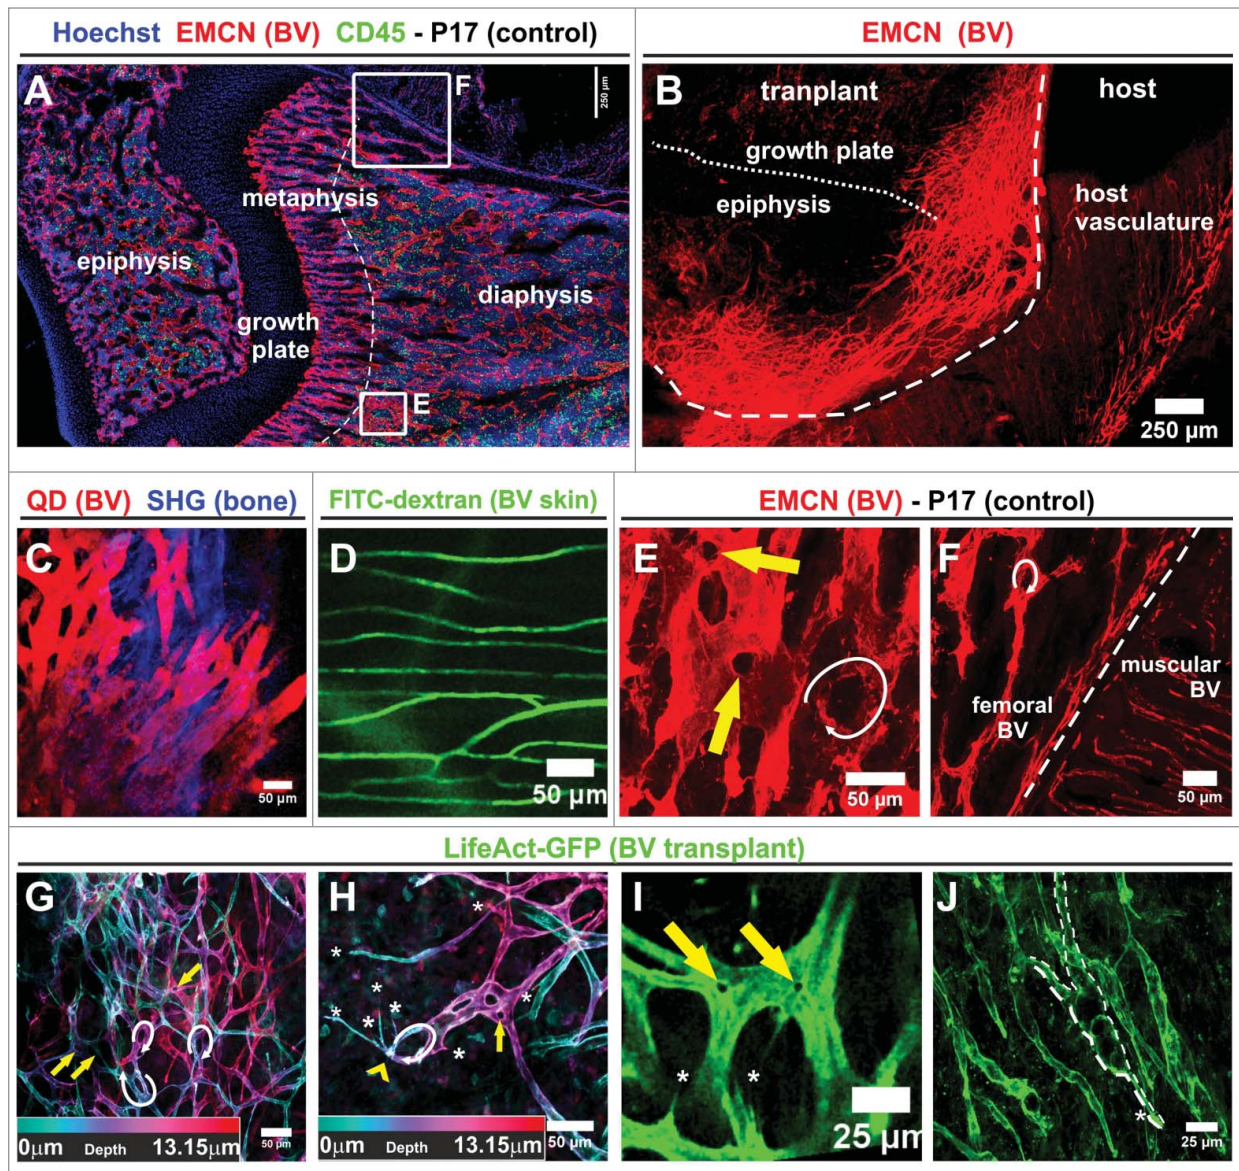 Hoechst EMCN (BV) CD45 - P17 (control)
EMCN (BV)
A
F
250 µm
metaphysis
epiphysis
diaphysis
growth
plate
E
B
tranplant
host
growth plate
epiphysis
host
vasculature
250 µm
QD (BV) SHG (bone)
FITC-dextran (BV skin)
EMCN (BV) - P17 (control)
C
50 µm
D
50 µm
E
50 µm
F
muscular
BV
femoral
BV
50 µm
LifeAct-GFP (BV transplant)
G
0µm Depth 13.15µm
50 µm
H
* * * * * * * *
0µm Depth 13.15µm
50 µm
I
* *
25 µm
J
*
25 µm